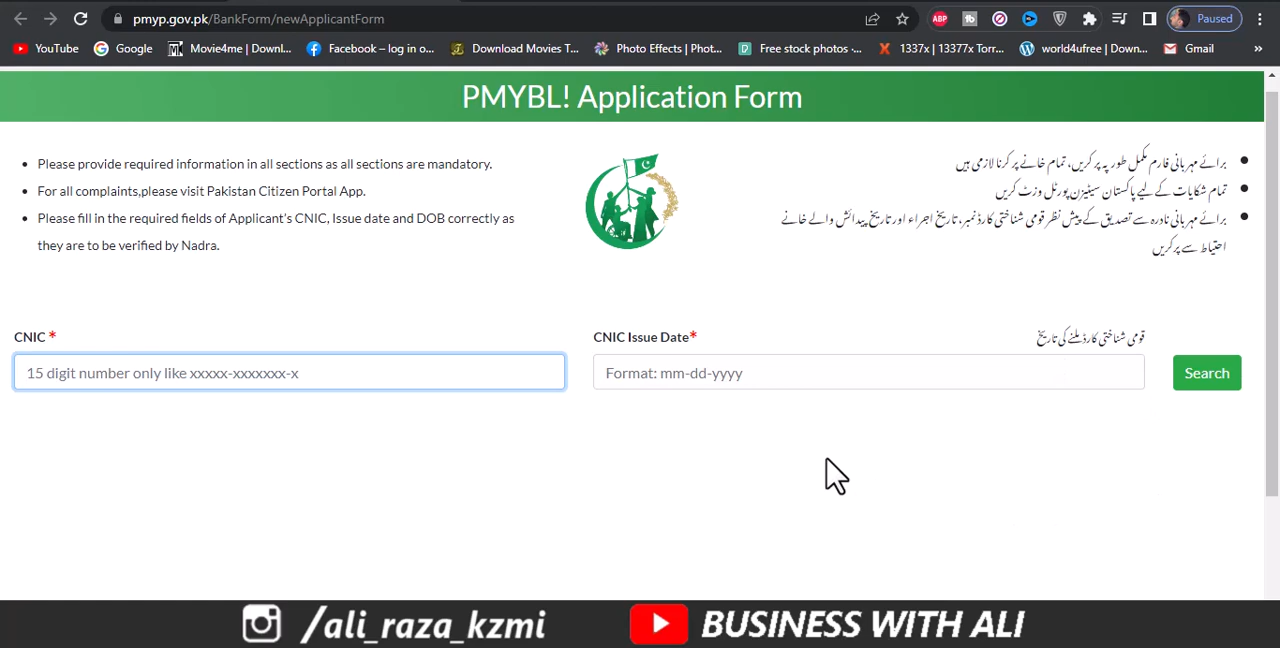 pmyp.gov.pk/BankForm/newApplicantForm
ABP
tb
Paused
YouTube
Google
Movie4me | Downl...
Facebook – log in o...
Download Movies T...
Photo Effects | Phot...
Free stock photos ·...
1337x | 13377x Torr...
world4ufree | Down...
Gmail
»
PMYBL! Application Form
Please provide required information in all sections as all sections are mandatory.
For all complaints,please visit Pakistan Citizen Portal App.
Please fill in the required fields of Applicant's CNIC, Issue date and DOB correctly as
they are to be verified by Nadra.
برائے مہربانی فارم مکمل طور پہ پر کریں، تمام خانے پر کرنا لازمی ہیں
تمام شکایات کے لیے پاکستان سیٹیزن پورٹل وزٹ کریں
برائے مہربانی نادرہ سے تصدیق کے پیش نظر قومی شناختی کارڈ نمبر، تاریخ اجراء اور تاریخ پیدائش والے خانے
احتیاط سے پر کریں
CNIC *
15 digit number only like xxxxx-xxxxxxx-x
CNIC Issue Date*
قومی شناختی کارڈ ملنے کی تاریخ
Format: mm-dd-yyyy
Search
/ali_raza_kzmi
BUSINESS WITH ALI